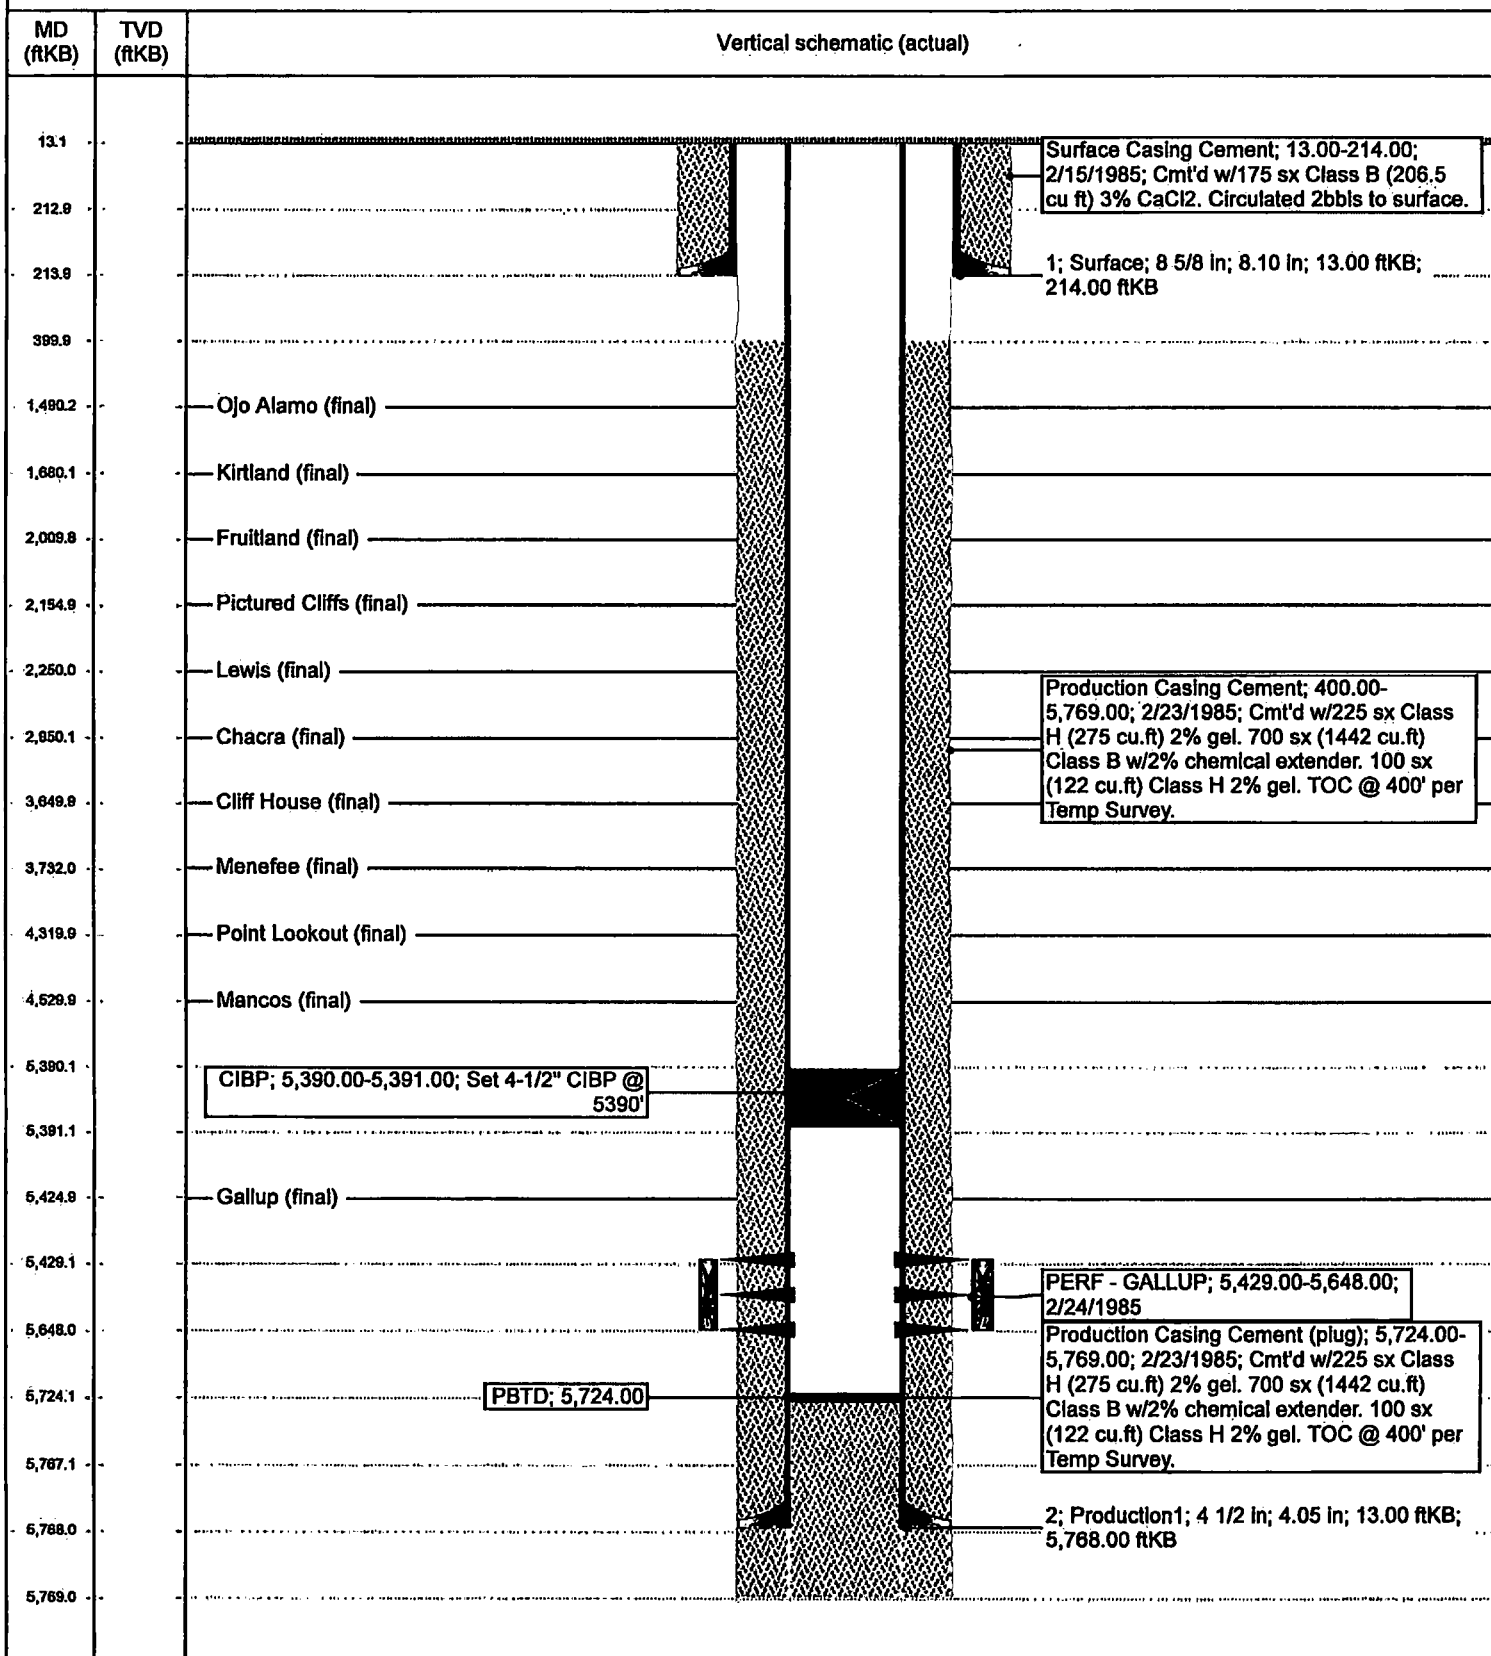 MD (ftKB)
TVD (ftKB)
Vertical schematic (actual)
13.1
Surface Casing Cement; 13.00-214.00;
2/15/1985; Cmt'd w/175 sx Class B (206.5
cu ft) 3% CaCl2. Circulated 2bbls to surface.
212.9
1; Surface; 8 5/8 in; 8.10 in; 13.00 ftKB;
214.00 ftKB
213.9
399.9
1,490.2
Ojo Alamo (final)
1,680.1
Kirtland (final)
2,009.8
Fruitland (final)
2,154.9
Pictured Cliffs (final)
2,250.0
Lewis (final)
Production Casing Cement; 400.00-
5,769.00; 2/23/1985; Cmt'd w/225 sx Class
H (275 cu.ft) 2% gel. 700 sx (1442 cu.ft)
Class B w/2% chemical extender. 100 sx
(122 cu.ft) Class H 2% gel. TOC @ 400' per
Temp Survey.
2,850.1
Chacra (final)
3,649.9
Cliff House (final)
3,792.0
Menefee (final)
4,319.9
Point Lookout (final)
4,529.9
Mancos (final)
5,390.1
CIBP; 5,390.00-5,391.00; Set 4-1/2" CIBP @
5390'
5,391.1
5,424.9
Gallup (final)
5,429.1
PERF - GALLUP; 5,429.00-5,648.00;
2/24/1985
5,648.0
Production Casing Cement (plug); 5,724.00-
5,769.00; 2/23/1985; Cmt'd w/225 sx Class
H (275 cu.ft) 2% gel. 700 sx (1442 cu.ft)
Class B w/2% chemical extender. 100 sx
(122 cu.ft) Class H 2% gel. TOC @ 400' per
Temp Survey.
5,724.1
PBTD; 5,724.00
5,767.1
5,768.0
2; Production1; 4 1/2 in; 4.05 in; 13.00 ftKB;
5,768.00 ftKB
5,769.0